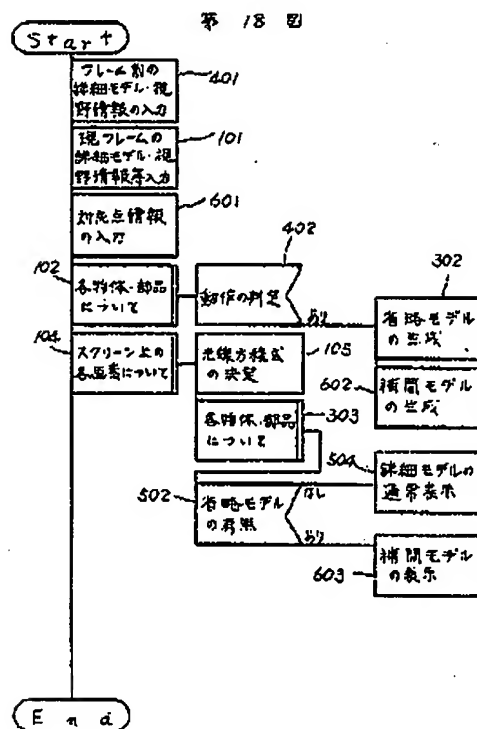 第 18 図
Start
フレーム前の
詳細モデル・視
野情報の入力
401
現フレームの
詳細モデル・視
野情報等入力
101
対応点情報
の入力
601
102
各物体・部品
について
402
動作の判定
あり
302
省略モデル
の生成
104
スクリーン上の
各画素について
光線方程式
の決定
105
602
補間モデル
の生成
各物体・部品
について
303
502
省略モデル
の有無
なし
あり
504
詳細モデルの
通常表示
603
補間モデル
の表示
End